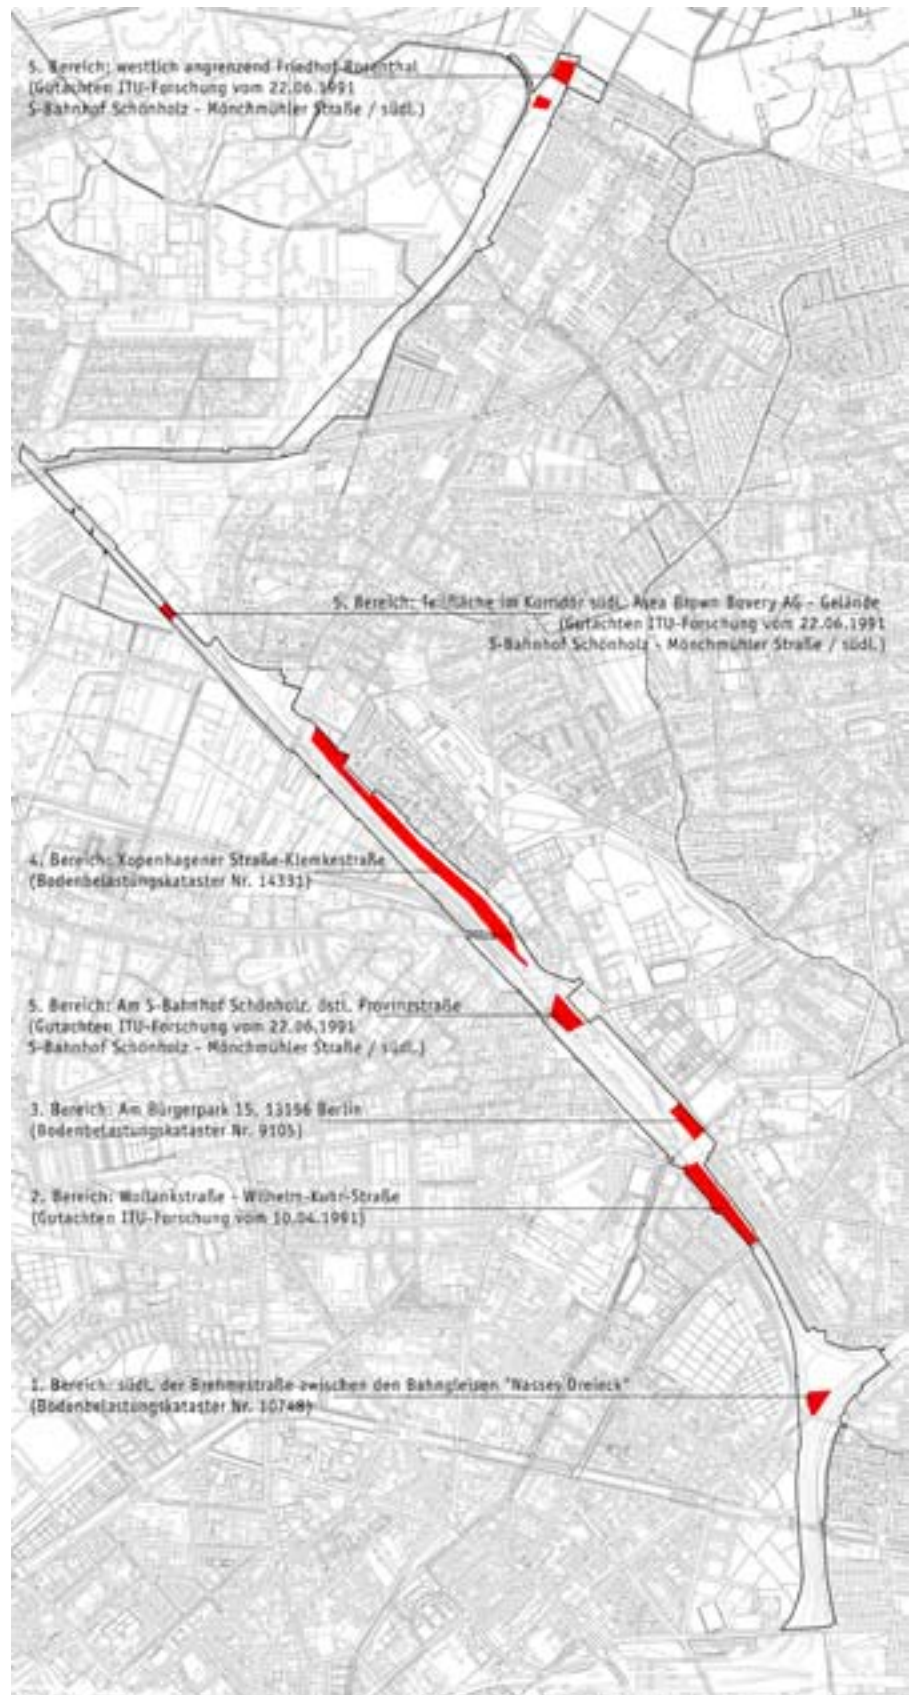 5. Bereich: westlich angrenzend Friedhof Rosenthal
(Gutachten ITU-Forschung vom 22.06.1991
S-Bahnhof Schönholz - Mönchmühler Straße / südl.)
5. Bereich: Teilfläche im Korridor südl. Asea Brown Bovery AG - Gelände
(Gutachten ITU-Forschung vom 22.06.1991
S-Bahnhof Schönholz - Mönchmühler Straße / südl.)
4. Bereich: Kopenhagener Straße-Klemkestraße
(Bodenbelastungskataster Nr. 14331)
5. Bereich: Am S-Bahnhof Schönholz, östl. Provinzstraße
(Gutachten ITU-Forschung vom 22.06.1991
S-Bahnhof Schönholz - Mönchmühler Straße / südl.)
3. Bereich: Am Bürgerpark 15, 13156 Berlin
(Bodenbelastungskataster Nr. 9105)
2. Bereich: Wollankstraße - Wilhelm-Kuhr-Straße
(Gutachten ITU-Forschung vom 10.04.1991)
1. Bereich: südl. der Brehmestraße zwischen den Bahngleisen "Nasses Dreieck"
(Bodenbelastungskataster Nr. 10748)